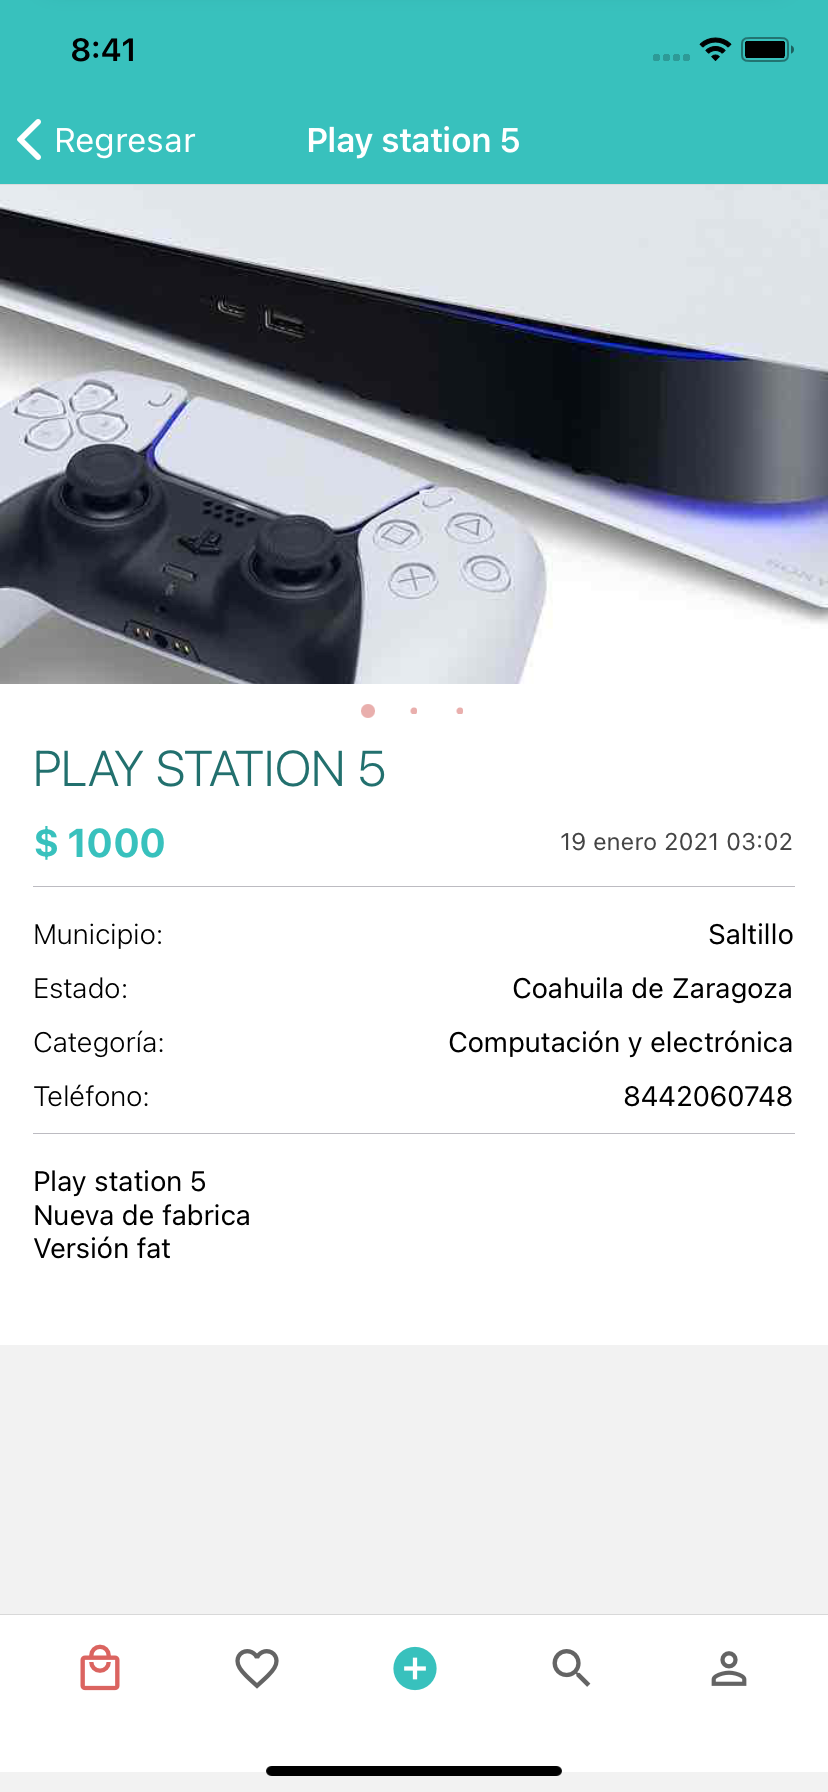 8:41
Regresar
Play station 5
SONY
PLAY STATION 5
$ 1000
19 enero 2021 03:02
Municipio:
Saltillo
Estado:
Coahuila de Zaragoza
Categoría:
Computación y electrónica
Teléfono:
8442060748
Play station 5
Nueva de fabrica
Versión fat